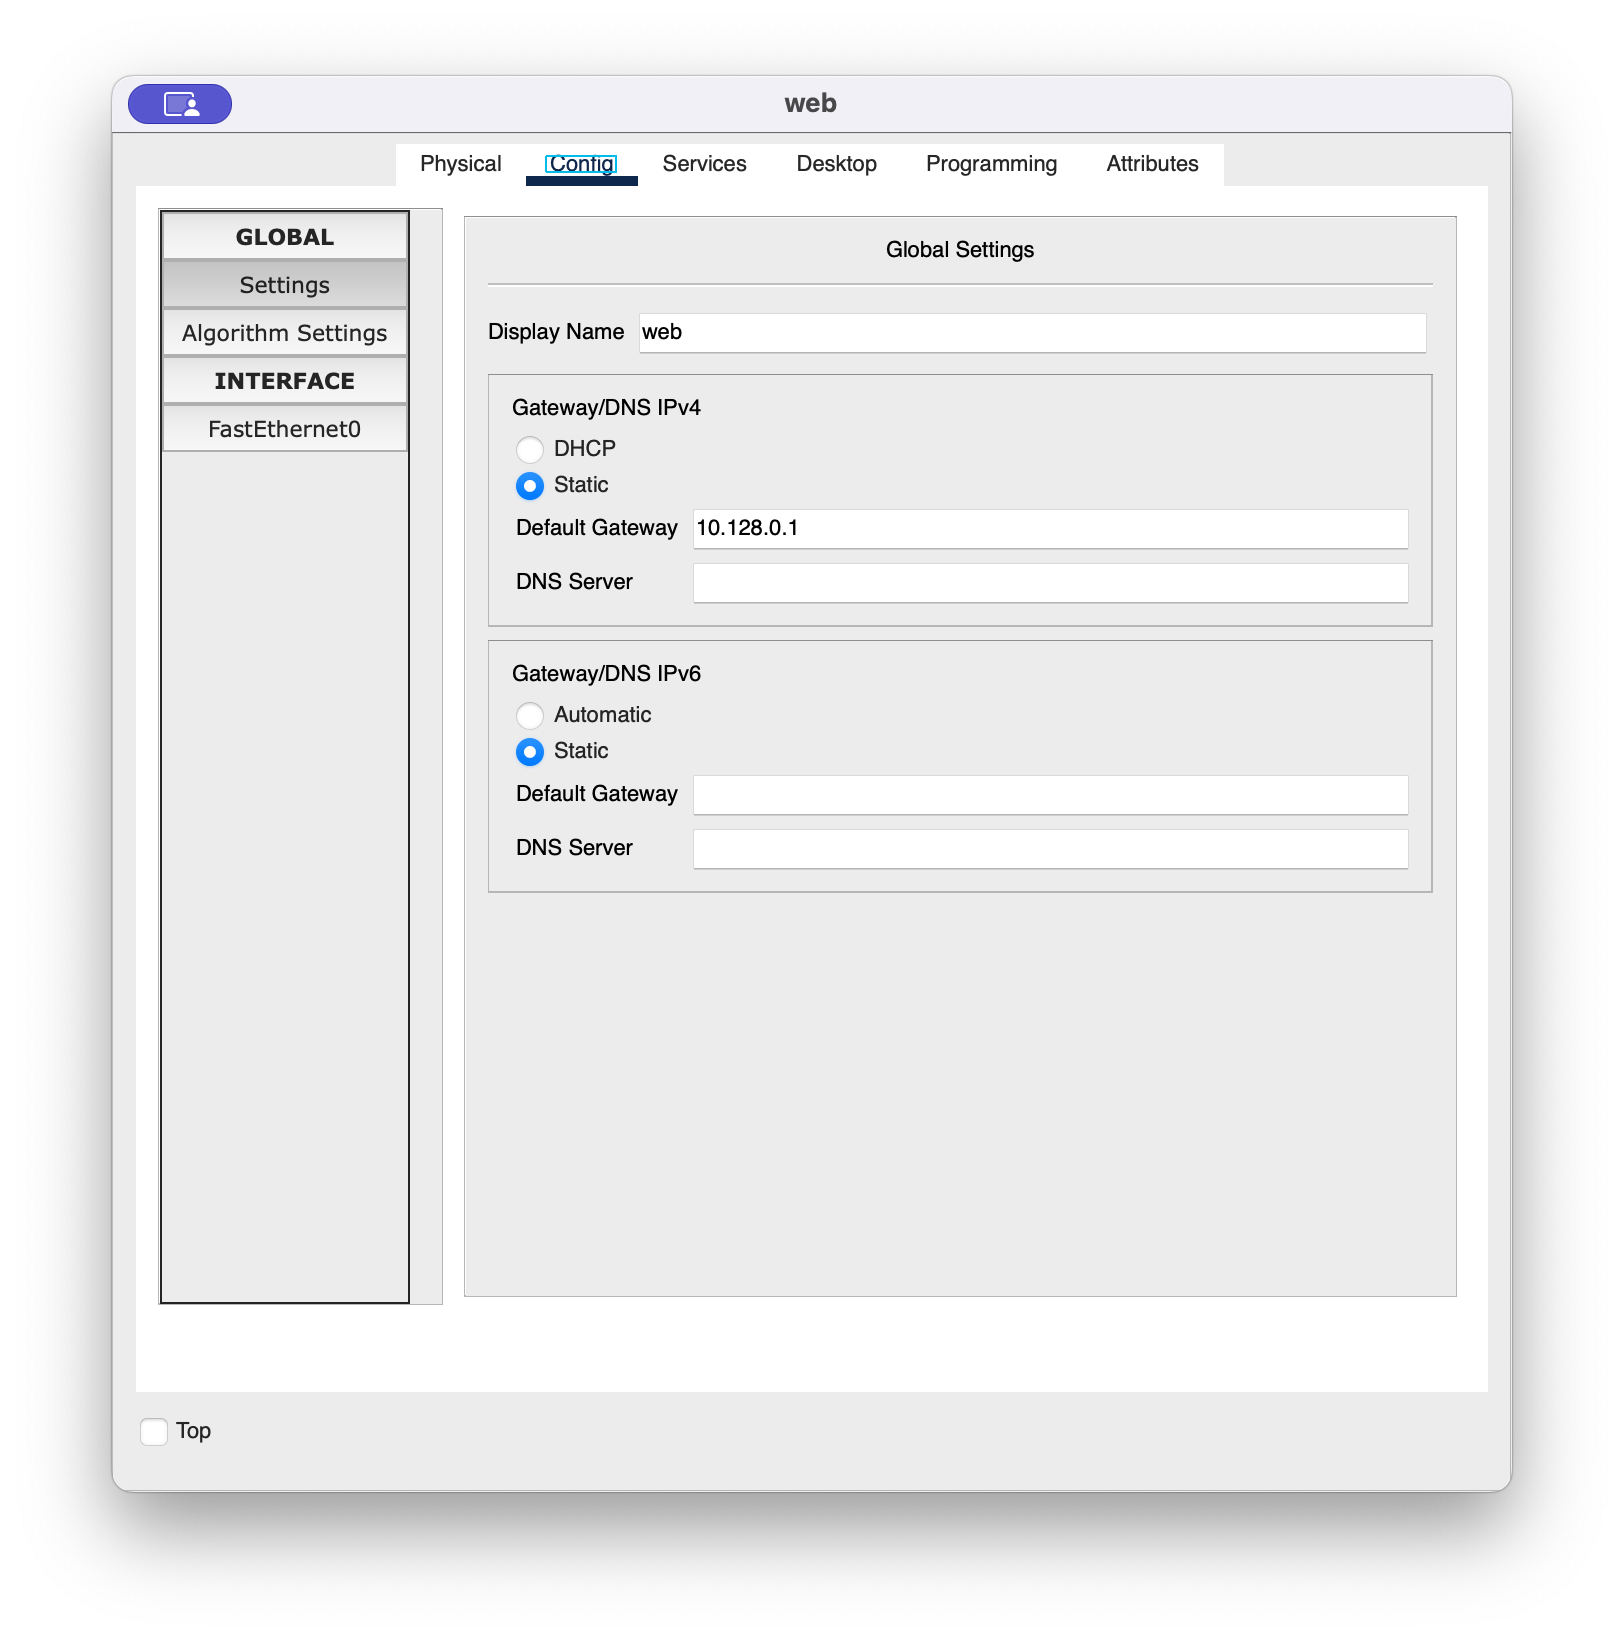 web
Physical Config Services Desktop Programming Attributes
GLOBAL
Settings
Algorithm Settings
INTERFACE
FastEthernet0
Global Settings
Display Name web
Gateway/DNS IPv4
DHCP
Static
Default Gateway 10.128.0.1
DNS Server
Gateway/DNS IPv6
Automatic
Static
Default Gateway
DNS Server
Top